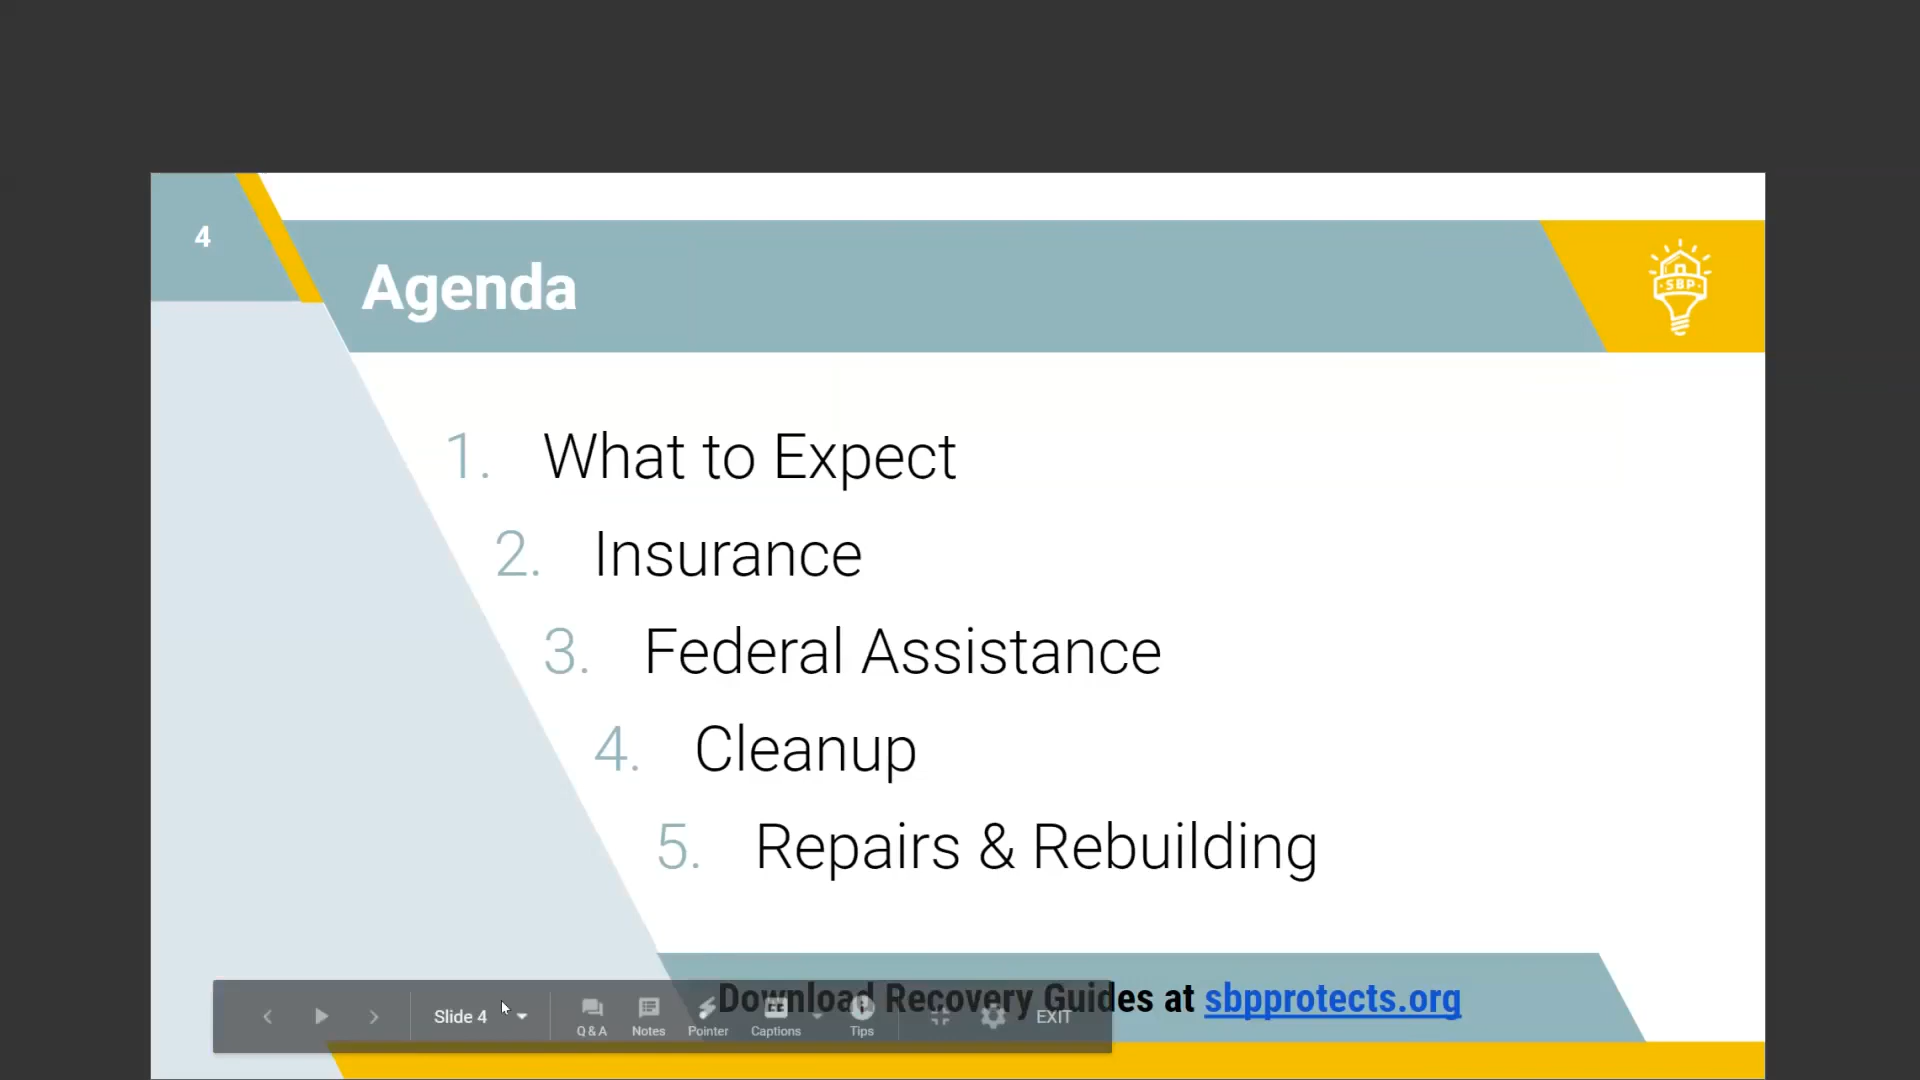 4
Agenda
SBP
1. What to Expect
2. Insurance
3. Federal Assistance
4. Cleanup
5. Repairs & Rebuilding
Download Recovery Guides at sbpprotects.org
Slide 4
Q & A
Notes
Pointer
Captions
Tips
EXIT